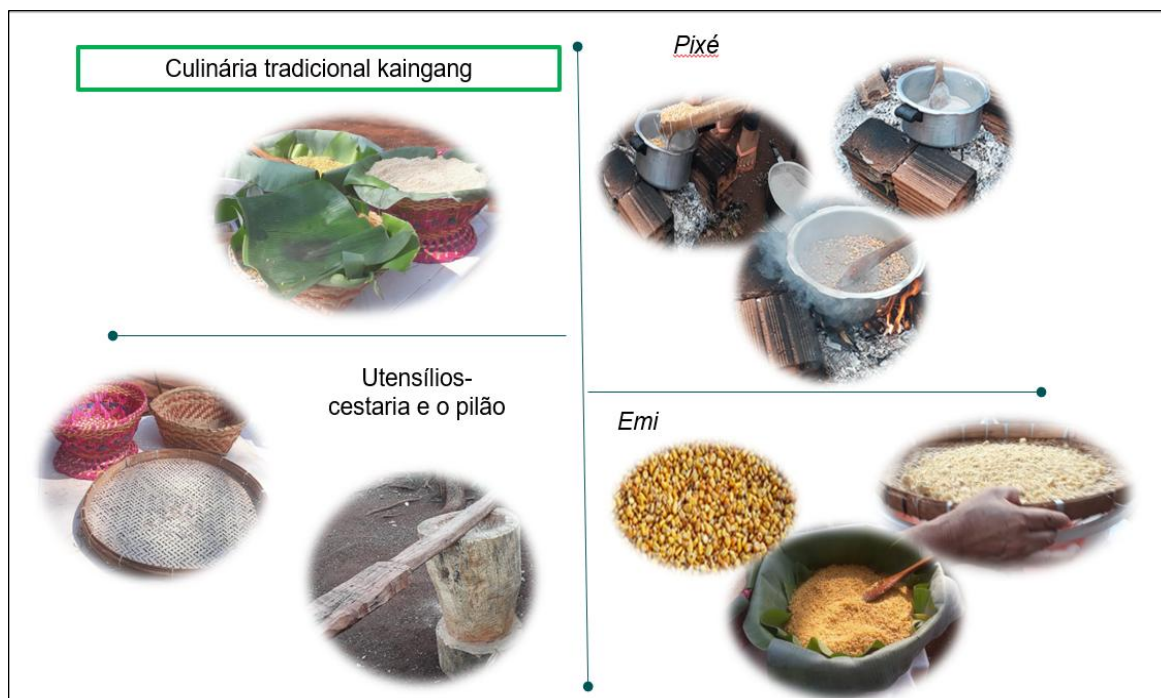 Culinária tradicional kaingang
Pixé
Utensílios-
cestaria e o pilão
Emi